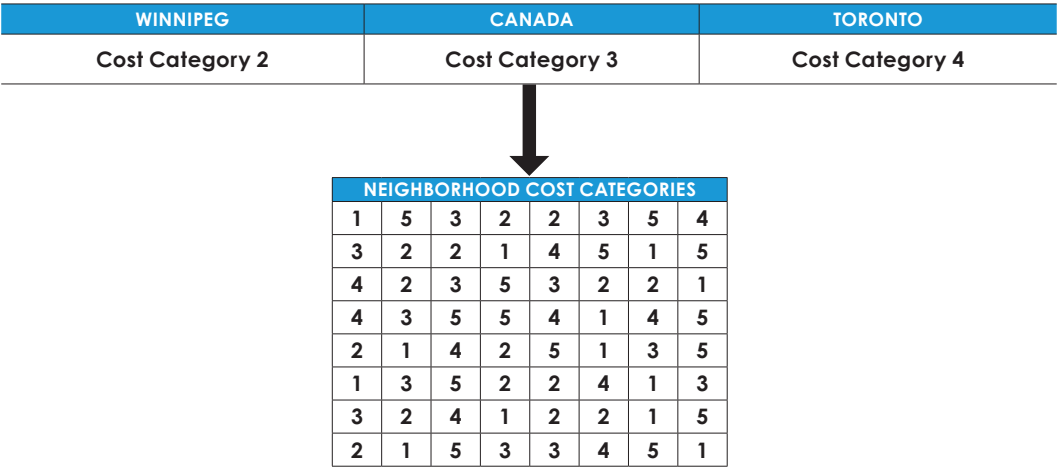 WINNIPEG CANADA TORONTO
Cost Category 2 Cost Category 3 Cost Category 4
NEIGHBORHOOD COST CATEGORIES
1 5 3 2 2 3 5 4
3 2 2 1 4 5 1 5
4 2 3 5 3 2 2 1
4 3 5 5 4 1 4 5
2 1 4 2 5 1 3 5
1 3 5 2 2 4 1 3
3 2 4 1 2 2 1 5
2 1 5 3 3 4 5 1